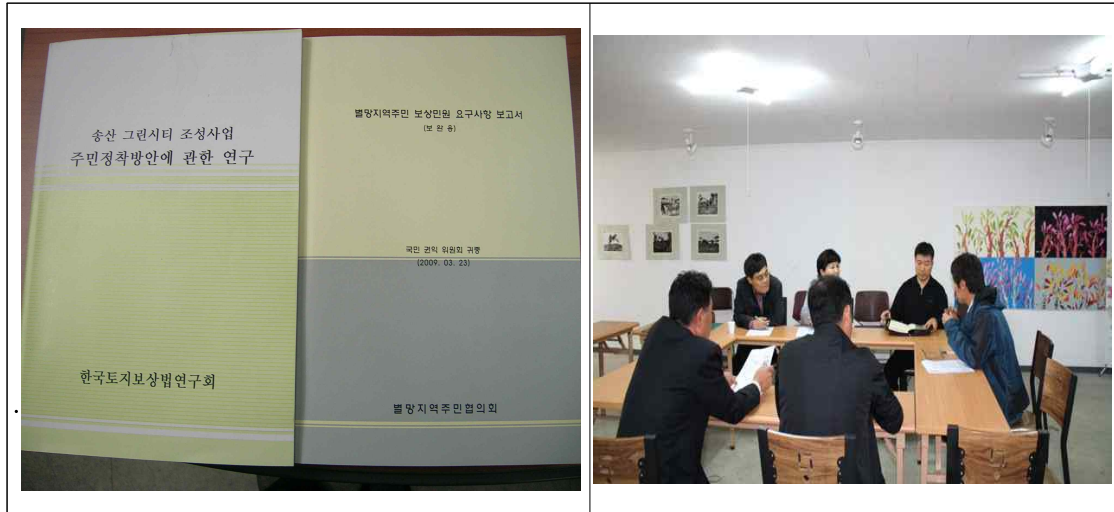 송산 그린시티 조성사업
주민정착방안에 관한 연구
한국토지보상법연구회
별망지역주민 보상민원 요구사항 보고서
(보 완 용)
국민 권익 위원회 귀중
(2009. 03. 23)
별망지역주민협의회